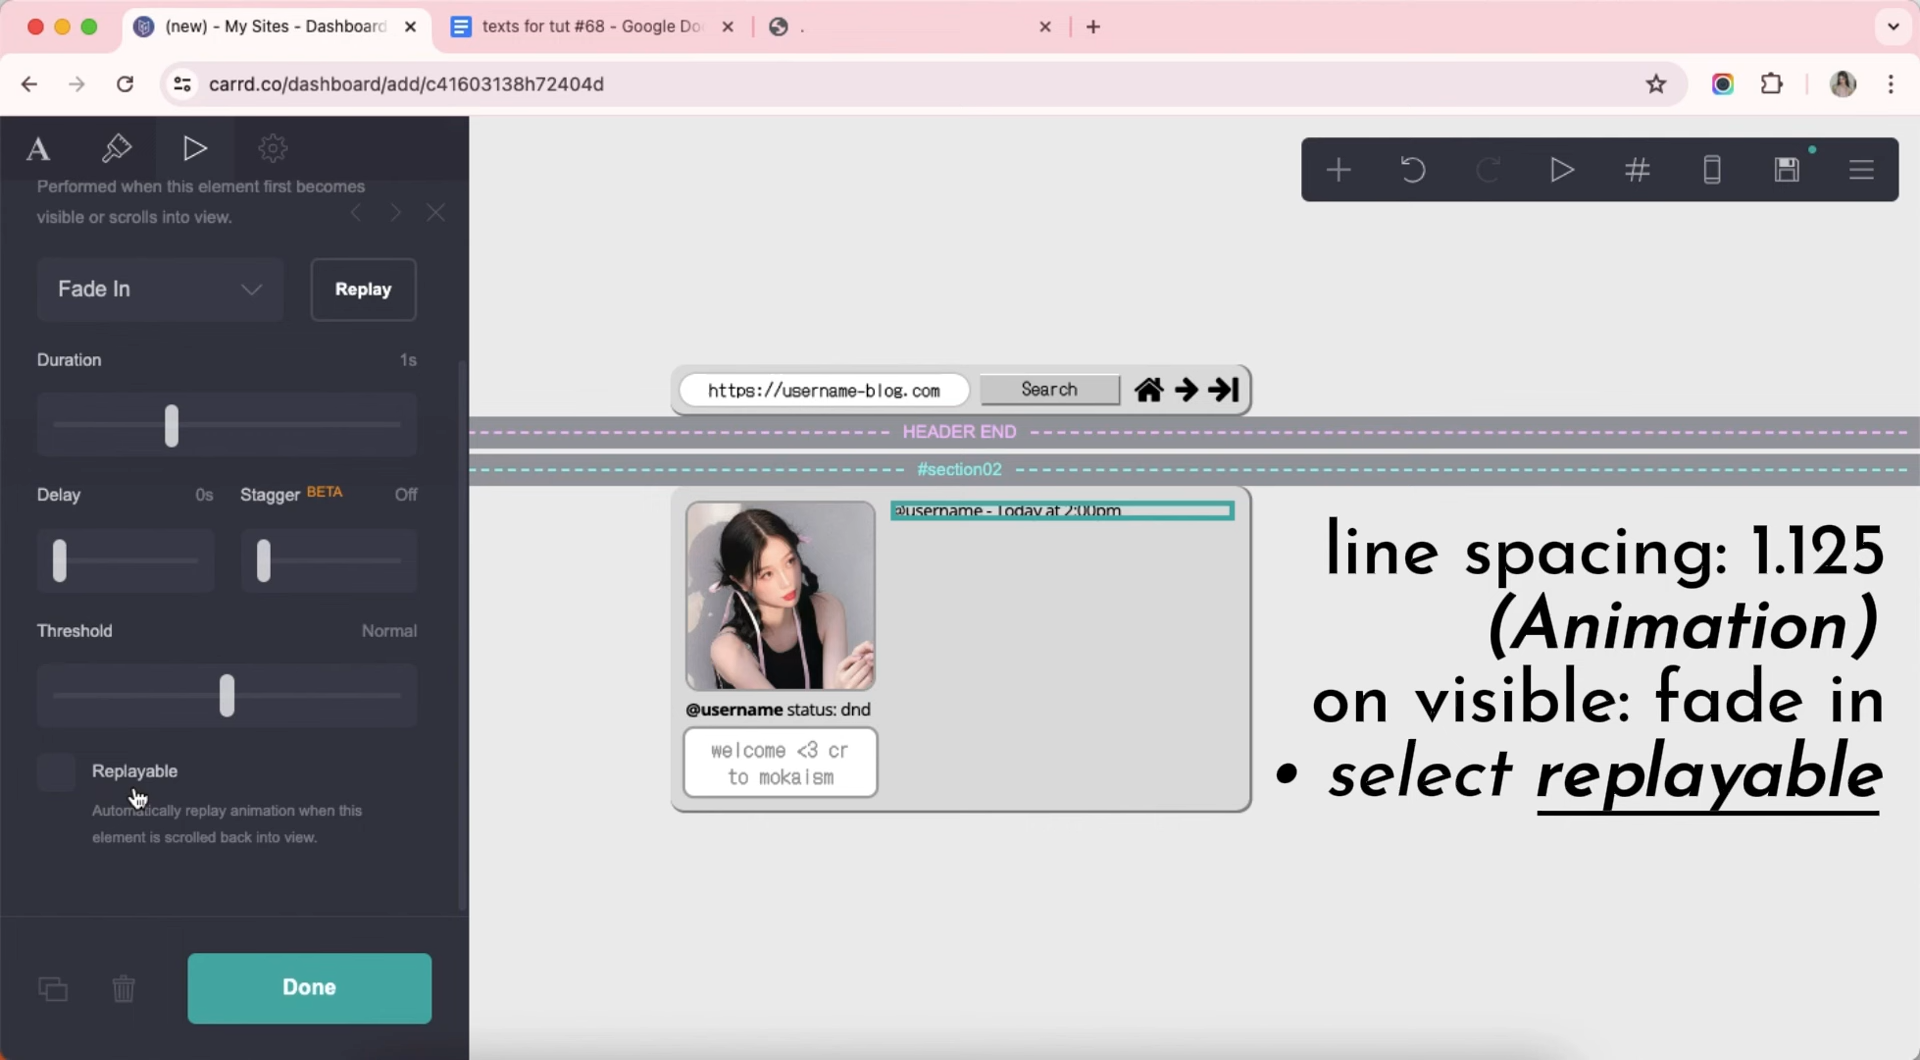 (new) - My Sites - Dashboard
texts for tut #68 - Google Do
.
carrd.co/dashboard/add/c41603138h72404d
A
Performed when this element first becomes
visible or scrolls into view.
Fade In
Replay
Duration
1s
Delay
0s
Stagger BETA
Off
Threshold
Normal
Replayable
Automatically replay animation when this
element is scrolled back into view.
Done
https://username-blog.com
Search
HEADER END
#section02
@username - Today at 2:00pm
@username status: dnd
welcome <3 cr
to mokaism
line spacing: 1.125
(Animation)
on visible: fade in
• select replayable